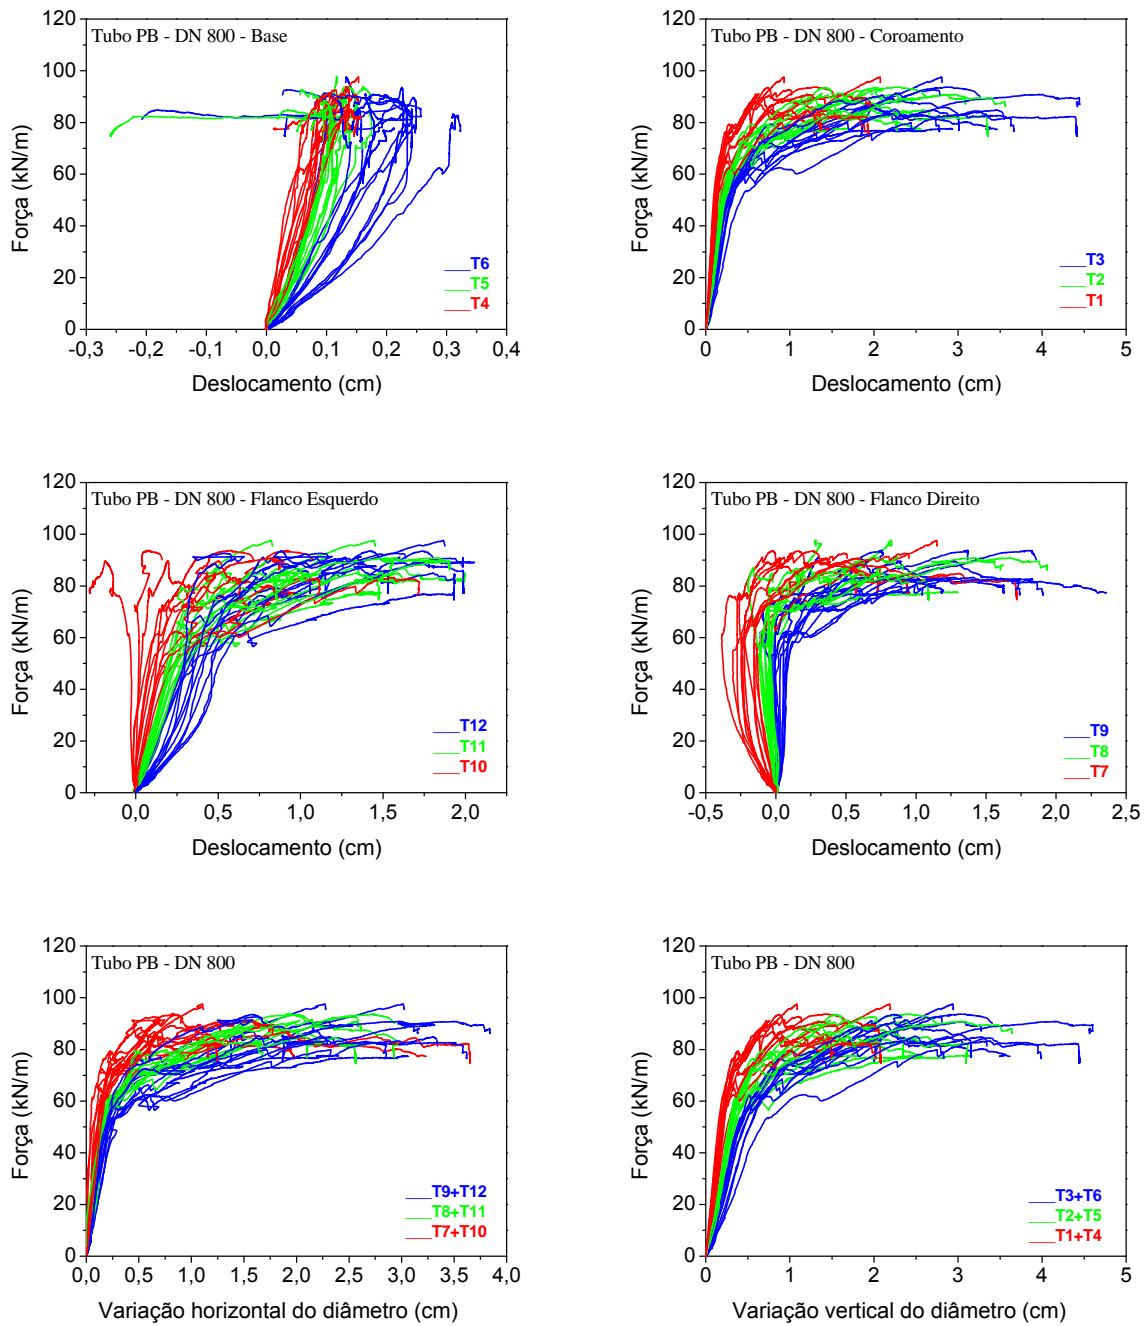 Tubo PB - DN 800 - Base
Força (kN/m)
120
100
80
60
40
20
0
-0,3 -0,2 -0,1 0,0 0,1 0,2 0,3 0,4
Deslocamento (cm)
T6
T5
T4
Tubo PB - DN 800 - Coroamento
Força (kN/m)
120
100
80
60
40
20
0
0 1 2 3 4 5
Deslocamento (cm)
T3
T2
T1
Tubo PB - DN 800 - Flanco Esquerdo
Força (kN/m)
120
100
80
60
40
20
0
0,0 0,5 1,0 1,5 2,0
Deslocamento (cm)
T12
T11
T10
Tubo PB - DN 800 - Flanco Direito
Força (kN/m)
120
100
80
60
40
20
0
-0,5 0,0 0,5 1,0 1,5 2,0 2,5
Deslocamento (cm)
T9
T8
T7
Tubo PB - DN 800
Força (kN/m)
120
100
80
60
40
20
0
0,0 0,5 1,0 1,5 2,0 2,5 3,0 3,5 4,0
Variação horizontal do diâmetro (cm)
T9+T12
T8+T11
T7+T10
Tubo PB - DN 800
Força (kN/m)
120
100
80
60
40
20
0
0 1 2 3 4 5
Variação vertical do diâmetro (cm)
T3+T6
T2+T5
T1+T4